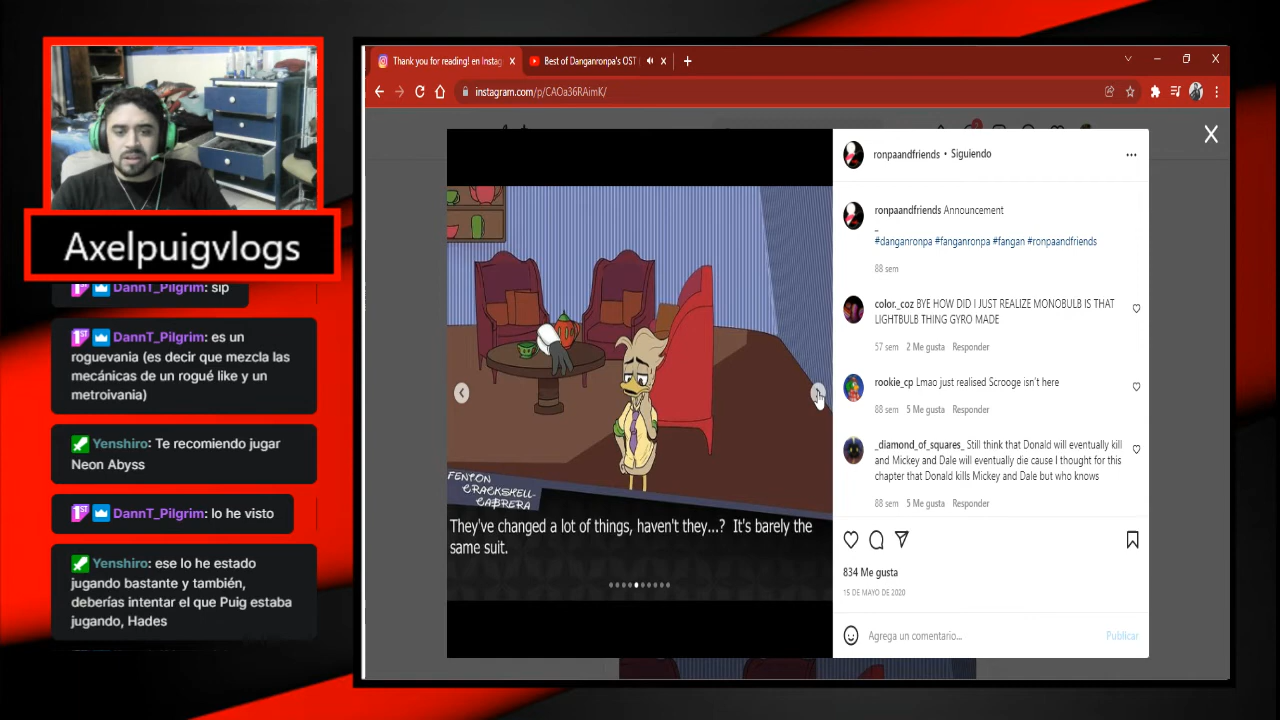 Thank you for reading! en Instag
Best of Danganronpa's OST
instagram.com/p/CAOa36RAimK/
Axelpuigvlogs
DannT_Pilgrim: sip
DannT_Pilgrim: es un
roguevania (es decir que mezcla las
mecánicas de un rogué like y un
metroivania)
Yenshiro: Te recomiendo jugar
Neon Abyss
DannT_Pilgrim: lo he visto
Yenshiro: ese lo he estado
jugando bastante y también,
deberías intentar el que Puig estaba
jugando, Hades
FENTON
CRACKSHELL-
CABRERA
They've changed a lot of things, haven't they...? It's barely the
same suit.
ronpaandfriends • Siguiendo
ronpaandfriends Announcement
_
#danganronpa #fanganronpa #fangan #ronpaandfriends
88 sem
color._coz BYE HOW DID I JUST REALIZE MONOBULB IS THAT
LIGHTBULB THING GYRO MADE
57 sem 2 Me gusta Responder
rookie_cp Lmao just realised Scrooge isn't here
88 sem 5 Me gusta Responder
_diamond_of_squares_ Still think that Donald will eventually kill
and Mickey and Dale will eventually die cause I thought for this
chapter that Donald kills Mickey and Dale but who knows
88 sem 5 Me gusta Responder
834 Me gusta
15 DE MAYO DE 2020
Agrega un comentario...
Publicar